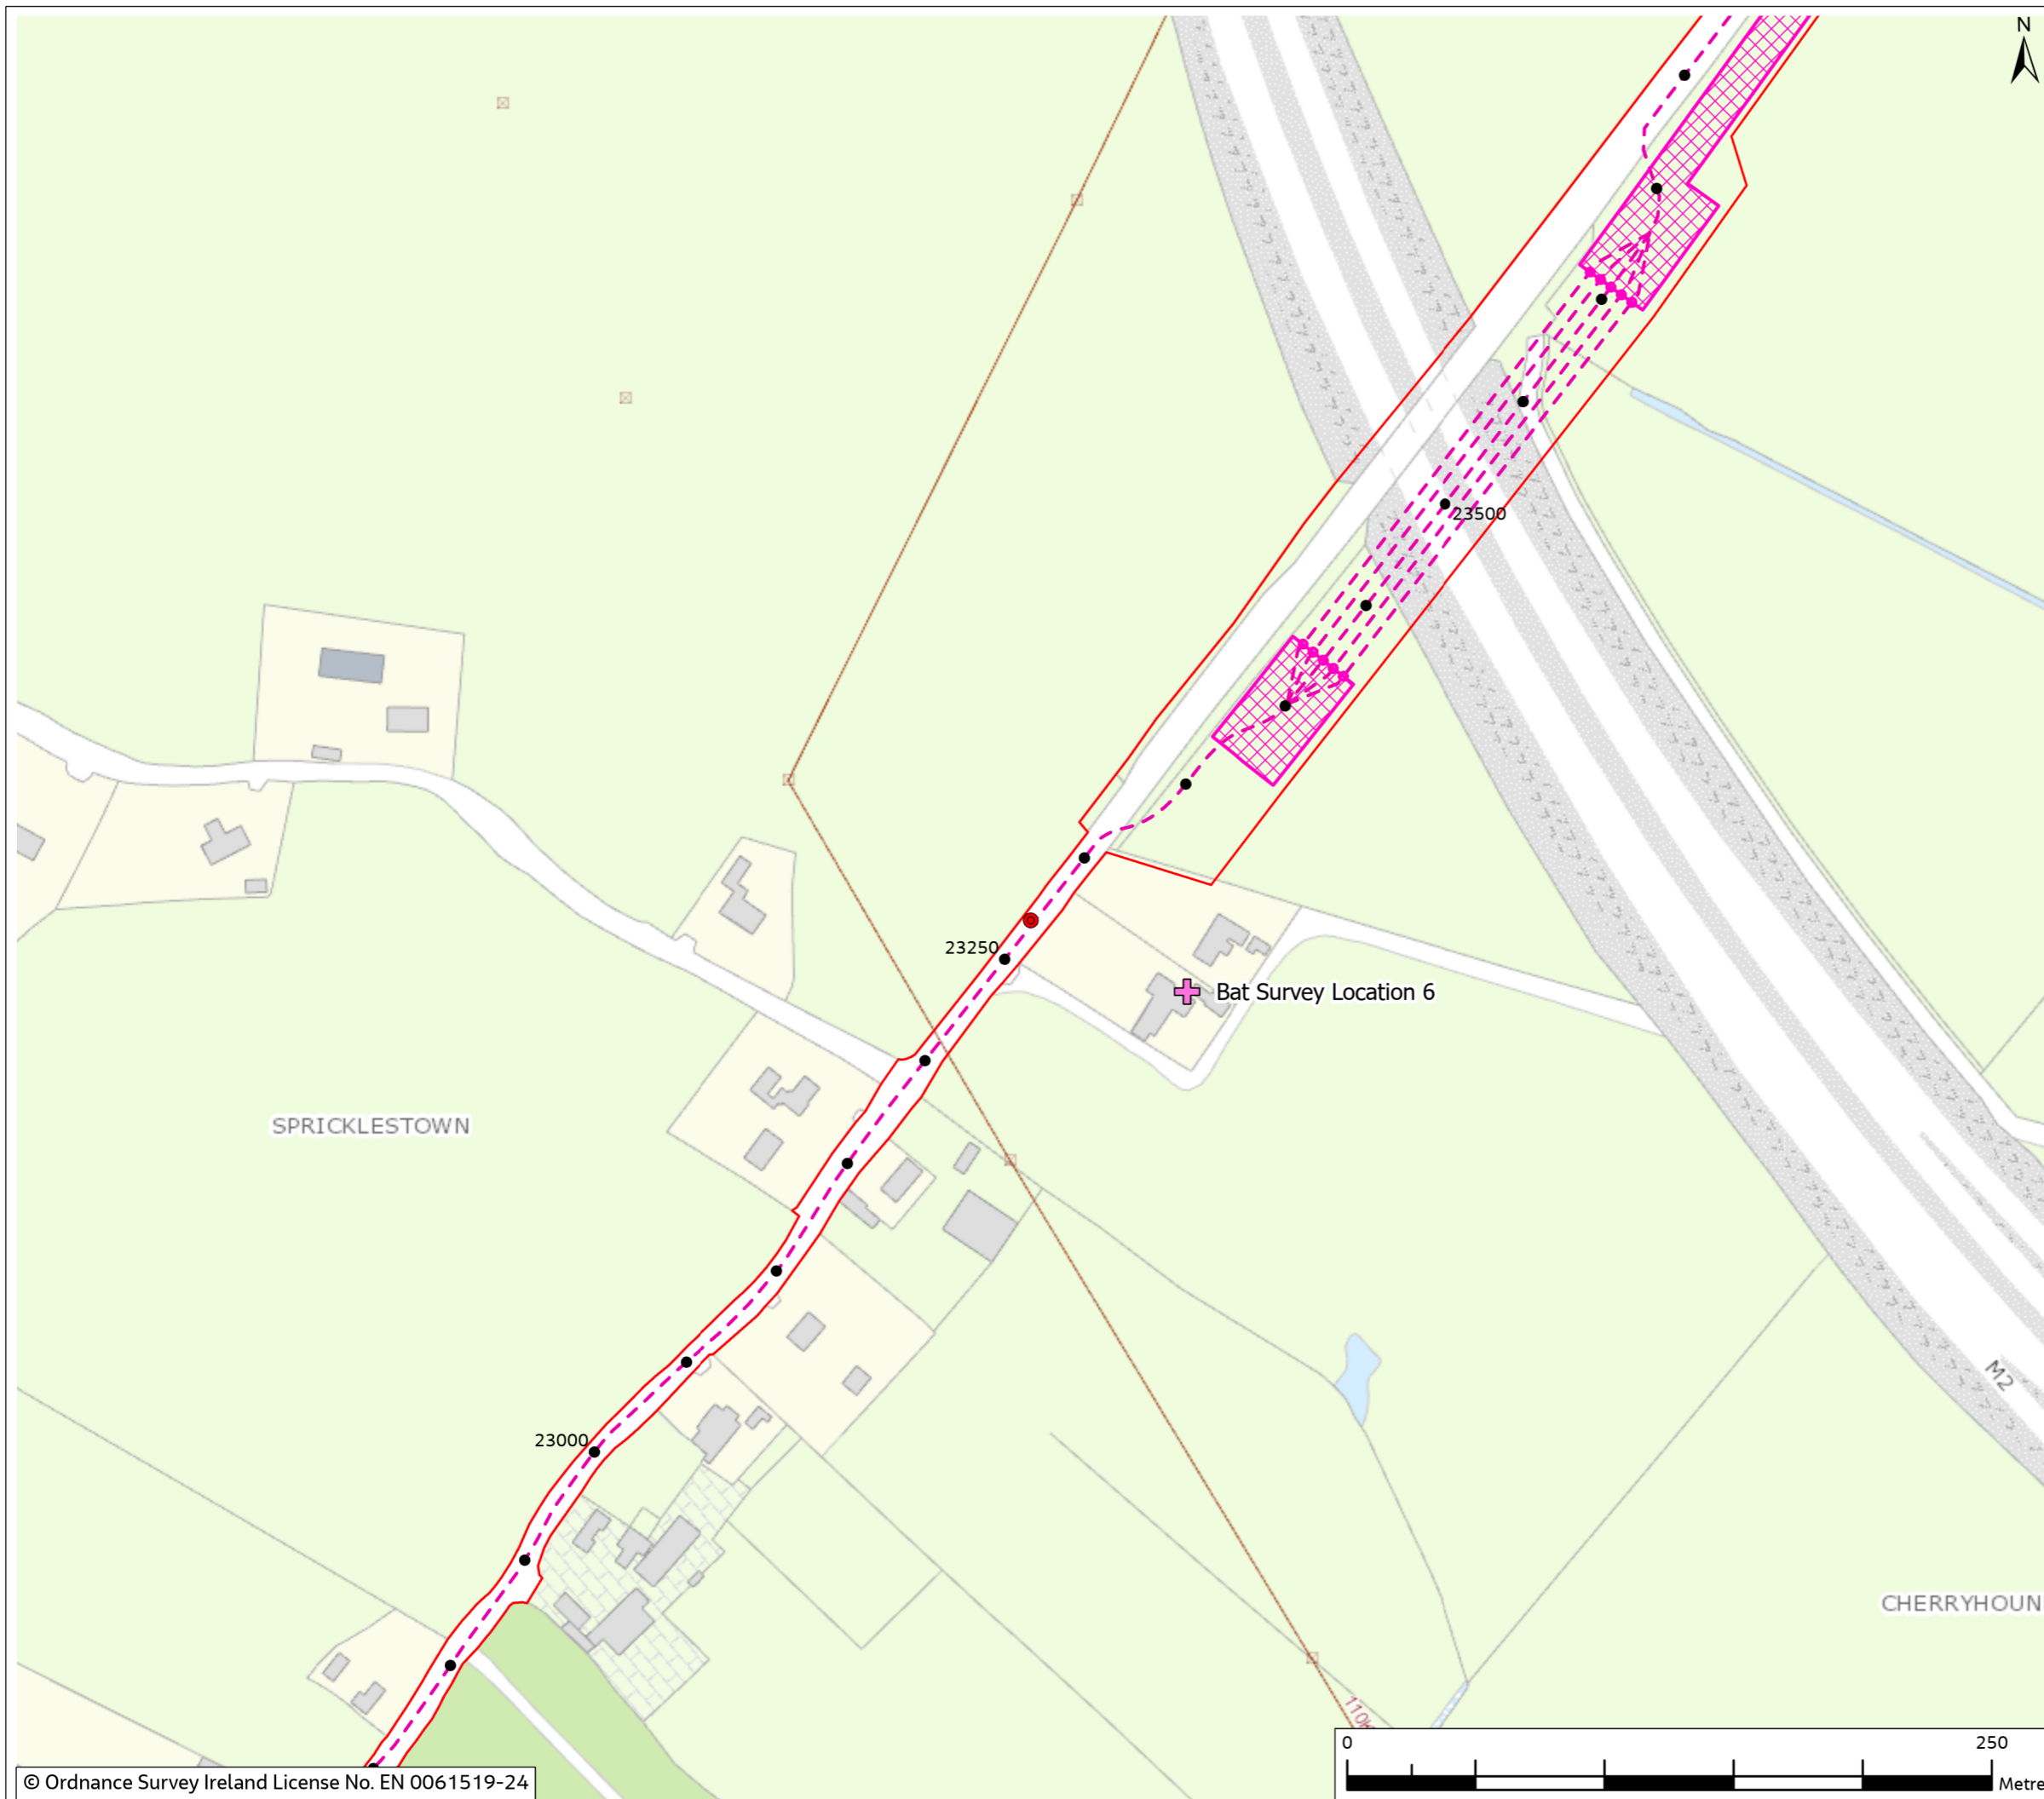 N
23500
23250
Bat Survey Location 6
SPRICKLESTOWN
M2
23000
CHERRYHOUN
110K
0 250
Metre
© Ordnance Survey Ireland License No. EN 0061519-24